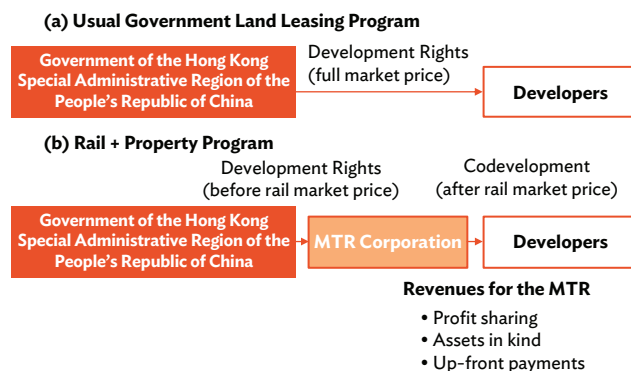 (a) Usual Government Land Leasing Program
Government of the Hong Kong
Special Administrative Region of the
People's Republic of China
Development Rights
(full market price)
Developers
(b) Rail + Property Program
Development Rights
(before rail market price)
Codevelopment
(after rail market price)
Government of the Hong Kong
Special Administrative Region of the
People's Republic of China
MTR Corporation
Developers
Revenues for the MTR
• Profit sharing
• Assets in kind
• Up-front payments